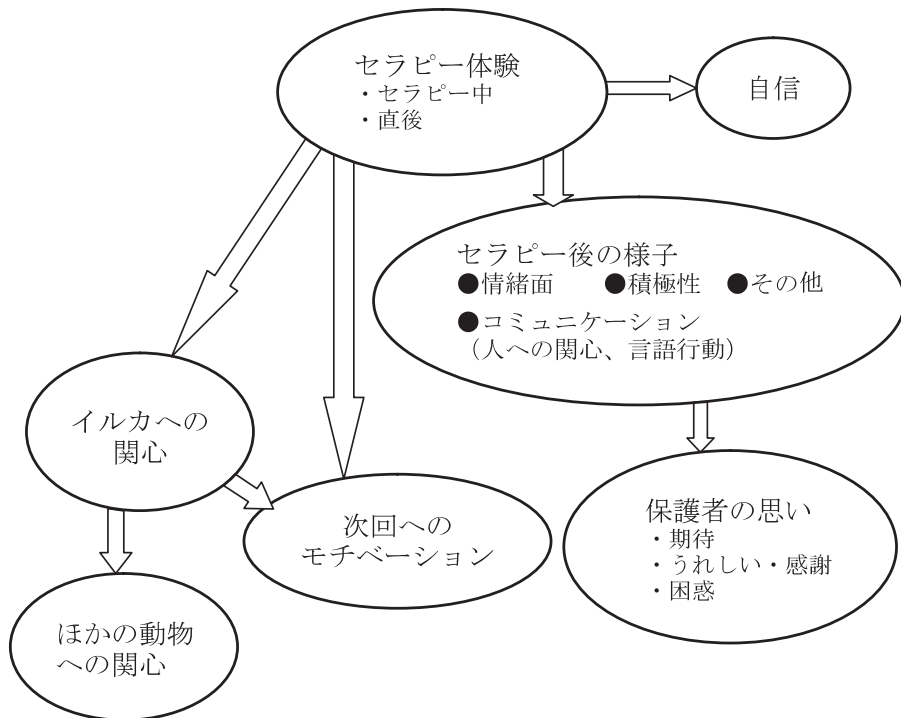 セラピー体験
・セラピー中
・直後
自信
セラピー後の様子
●情緒面 ●積極性 ●その他
●コミュニケーション
（人への関心、言語行動）
イルカへの
関心
次回への
モチベーション
保護者の思い
・期待
・うれしい・感謝
・困惑
ほかの動物
への関心